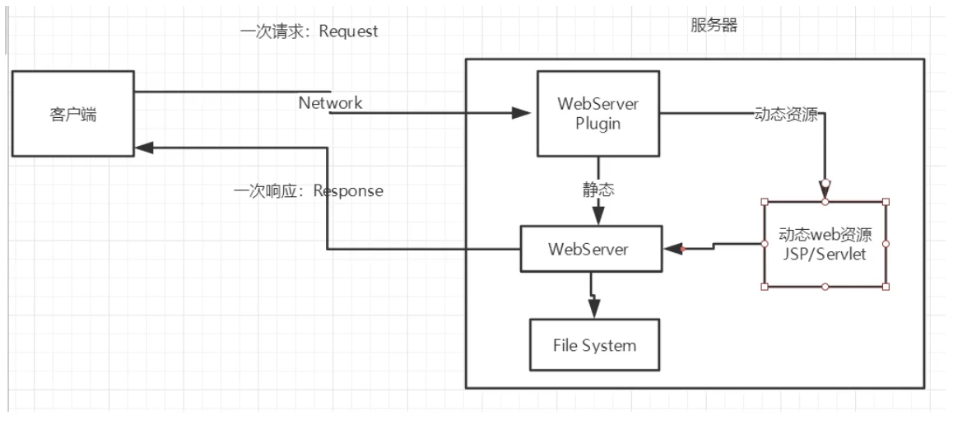 一次请求：Request
服务器
客户端
Network
WebServer
Plugin
动态资源
静态
一次响应：Response
动态web资源
JSP/Servlet
WebServer
File System